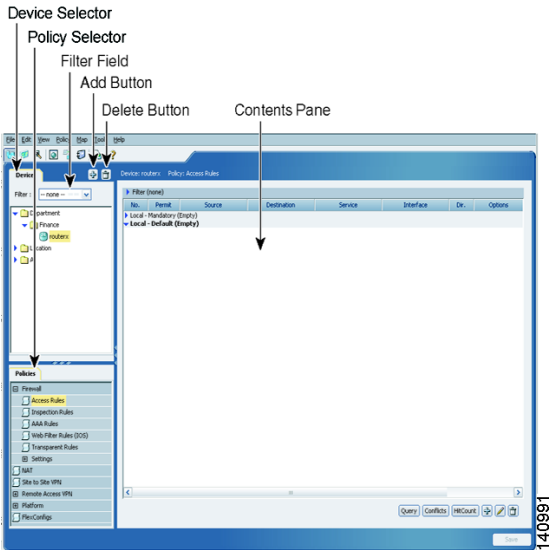 Device Selector
Policy Selector
Filter Field
Add Button
Delete Button
Contents Pane
File Edit View Policy Map Tool Help
Device
Device: routerx Policy: Access Rules
Filter : -- none --
Filter (none)
No. Permit Source Destination Service Interface Dir. Options
Local - Mandatory (Empty)
Local - Default (Empty)
Finance
routerx
Policies
Firewall
Access Rules
Inspection Rules
AAA Rules
Web Filter Rules (IOS)
Transparent Rules
Settings
NAT
Site to Site VPN
Remote Access VPN
Platform
FlexConfigs
Query Conflicts HitCount
Save
140991